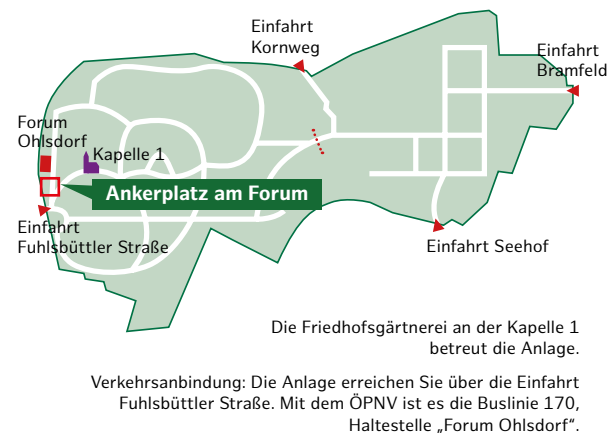 Einfahrt
Kornweg
Einfahrt
Bramfeld
Forum
Ohlsdorf
Kapelle 1
Ankerplatz am Forum
Einfahrt
Fuhlsbüttler Straße
Einfahrt Seehof
Die Friedhofsgärtnerei an der Kapelle 1
betreut die Anlage.
Verkehrsanbindung: Die Anlage erreichen Sie über die Einfahrt
Fuhlsbüttler Straße. Mit dem ÖPNV ist es die Buslinie 170,
Haltestelle „Forum Ohlsdorf“.